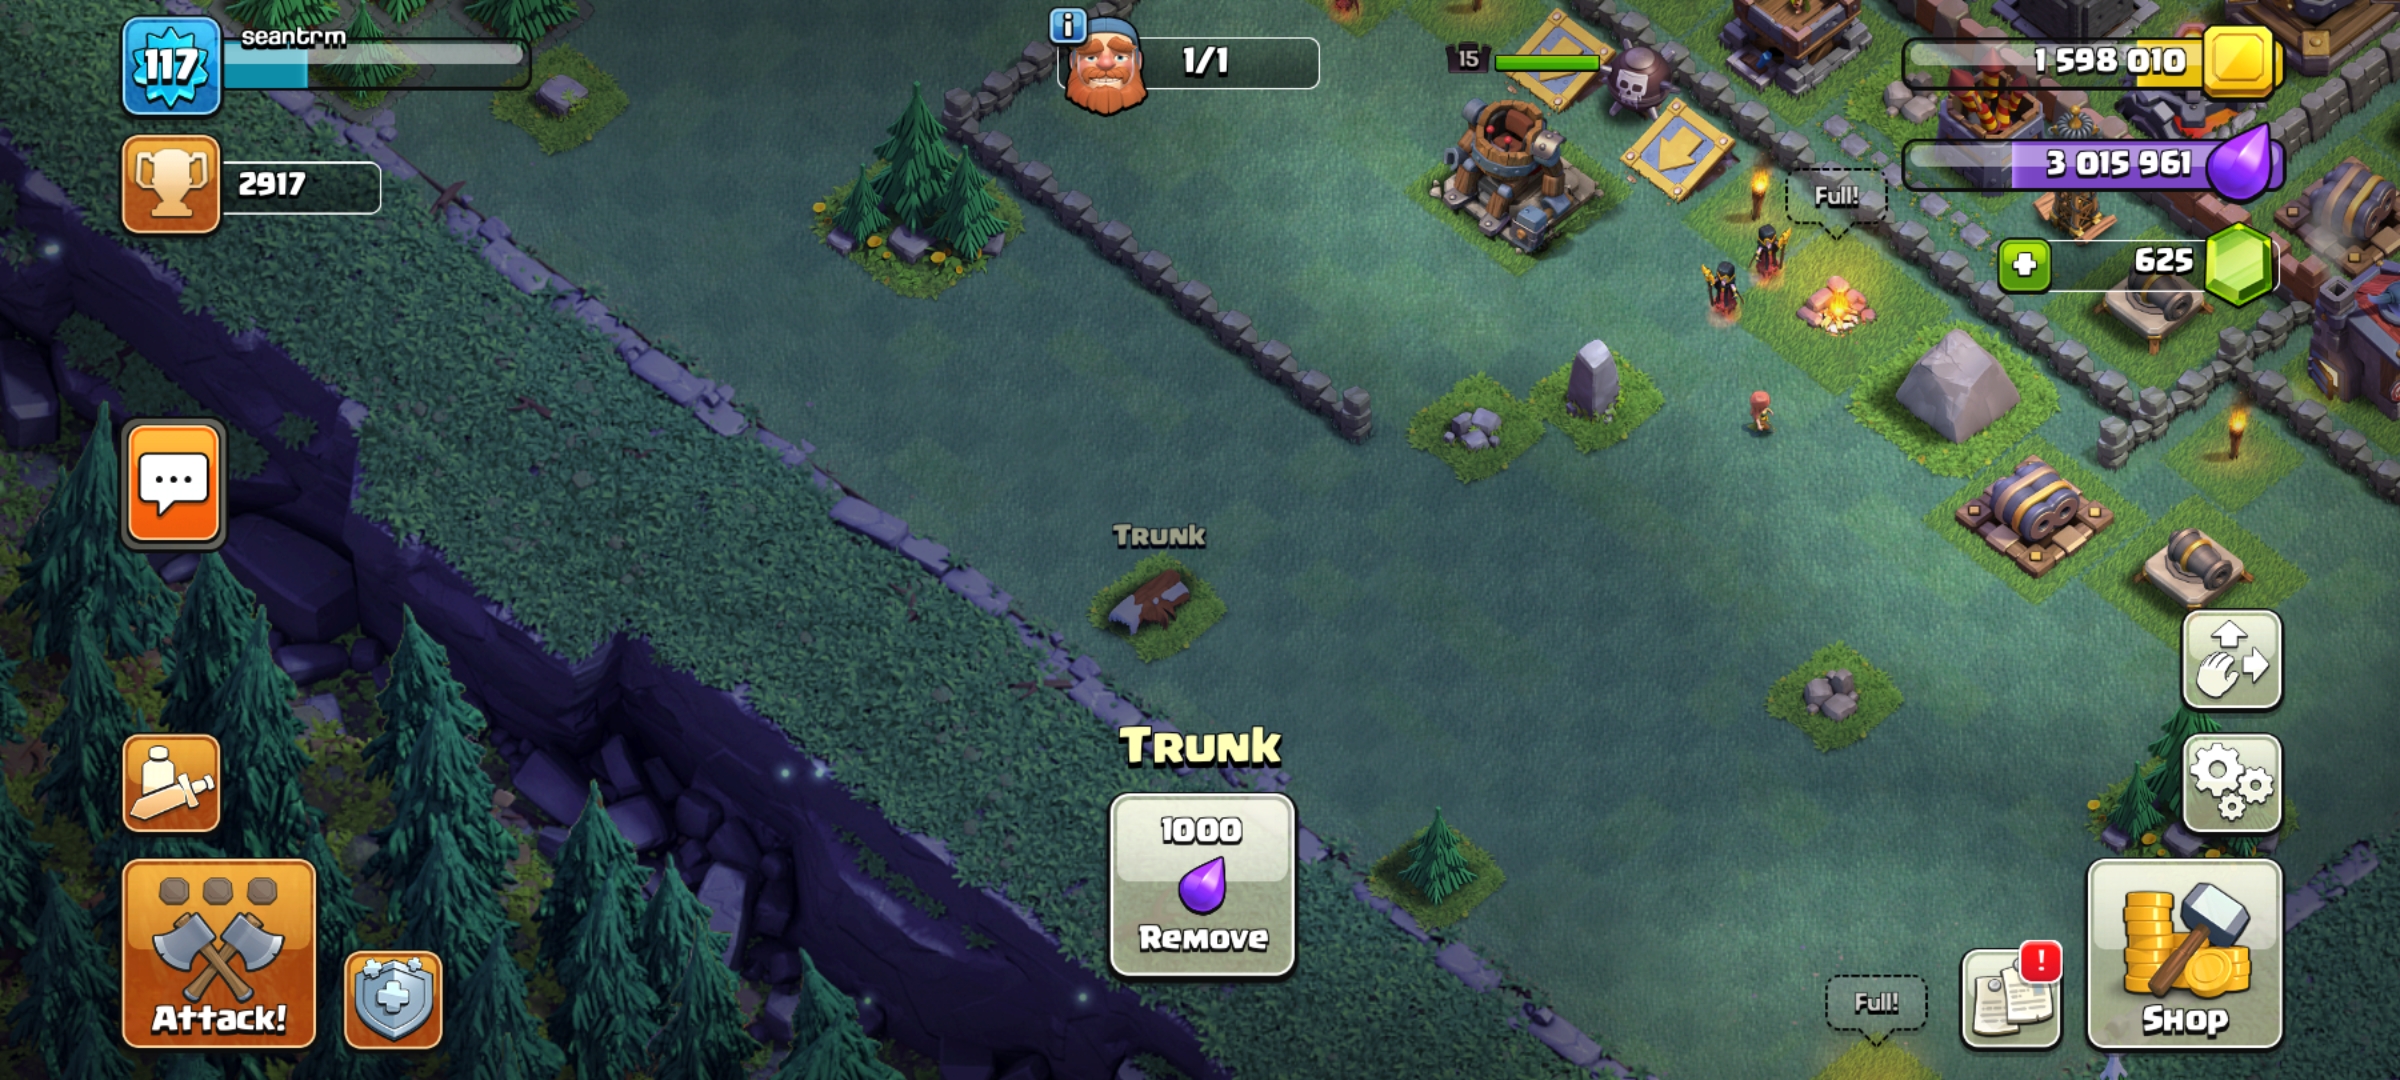 seantrm
117
i
1/1
15
1 598 010
2917
3 015 961
Full!
625
Trunk
Trunk
1000
Remove
Attack!
Full!
!
Shop